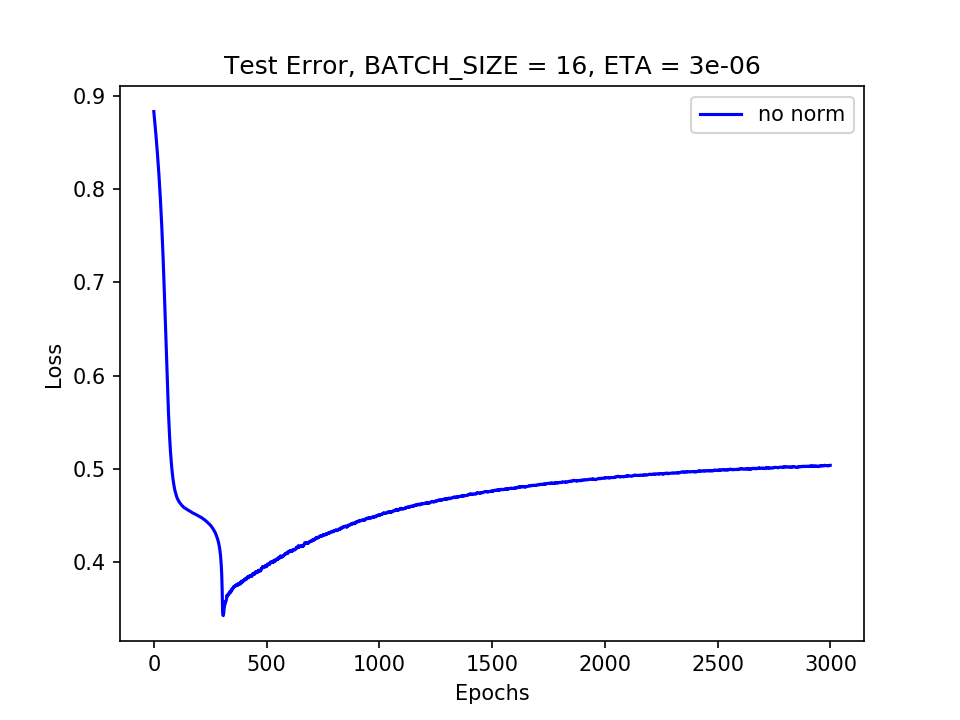 Test Error, BATCH_SIZE = 16, ETA = 3e-06
no norm
Loss
0.9
0.8
0.7
0.6
0.5
0.4
0 500 1000 1500 2000 2500 3000
Epochs